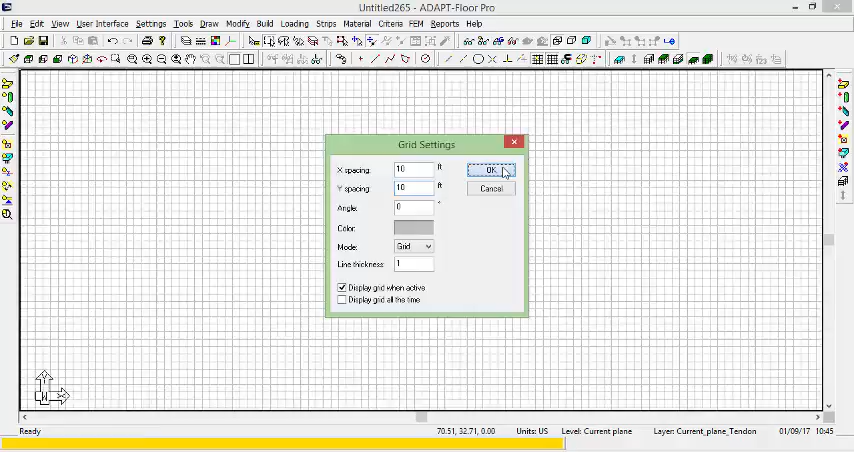 Untitled265 - ADAPT-Floor Pro
File Edit View User Interface Settings Tools Draw Modify Build Loading Strips Material Criteria FEM Reports Help
Grid Settings
X spacing: 10 ft
OK
Y spacing: 10 ft
Cancel
Angle: 0 °
Color:
Mode: Grid
Line thickness: 1
Display grid when active
Display grid all the time
Y
W X
Ready 70.51, 32.71, 0.00 Units: US Level: Current plane Layer: Current_plane_Tendon 01/09/17 10:45